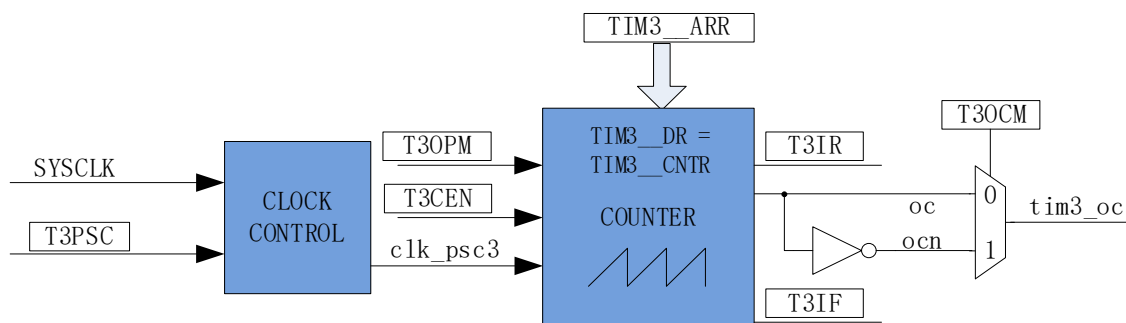 TIM3__ARR
T3OCM
T3OPM
TIM3__DR =
T3IR
SYSCLK
TIM3__CNTR
CLOCK
CONTROL
T3CEN
0
oc
tim3_oc
COUNTER
T3PSC
clk_psc3
ocn
1
T3IF